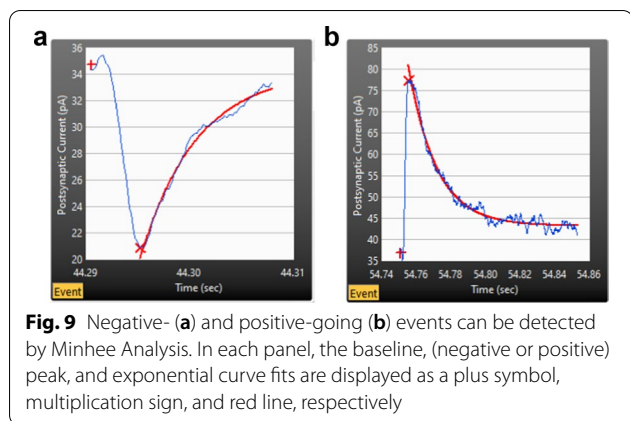 a
36
34
32
30
28
26
24
22
20
Postsynaptic Current (pA)
44.29
44.30
44.31
Time (sec)
Event
b
85
80
75
70
65
60
55
50
45
40
35
Postsynaptic Current (pA)
54.74
54.76
54.78
54.80
54.82
54.84
54.86
Time (sec)
Event
Fig. 9 Negative- (a) and positive-going (b) events can be detected
by Minhee Analysis. In each panel, the baseline, (negative or positive)
peak, and exponential curve fits are displayed as a plus symbol,
multiplication sign, and red line, respectively